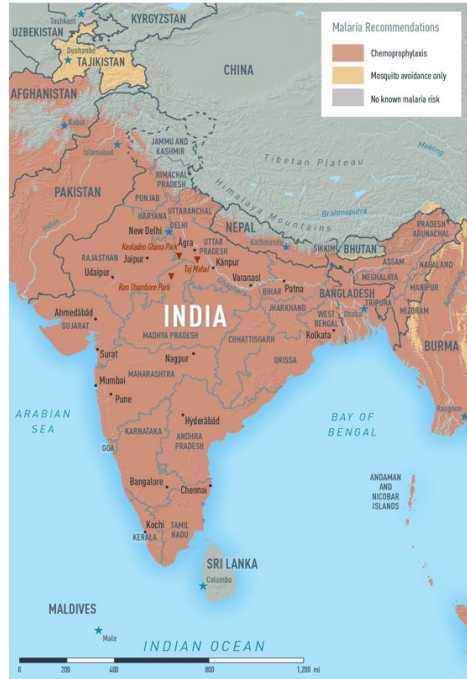 Malaria Recommendations
Chemoprophylaxis
Mosquito avoidance only
No known malaria risk
Tashkent
KYRGYZSTAN
UZBEKISTAN
Dushanbe
TAJIKISTAN
CHINA
AFGHANISTAN
Kabul
Islamabad
JAMMU AND
KASHMIR
Tibetan Plateau
Mekong
HIMACHAL
PRADESH
PAKISTAN
PUNJAB
Himalaya Mountains
UTTARANCHAL
HARYANA
Brahmaputra
Indus
DELHI
New Delhi
NEPAL
PRADESH
ARUNACHAL
Keoladeo Ghana Park
Agra
UTTAR
PRADESH
Kathmandu
SIKKIM
BHUTAN
RAJASTHAN
Jaipur
Taj Mahal
Kānpur
ASSAM
NAGALAND
Udaipur
Ran Thambore Park
Varanasi
Patna
MEGHALAYA
BIHAR
BANGLADESH
MANIPUR
INDIA
JHARKHAND
WEST
BENGAL
Dhaka
TRIPURA
MIZORAM
Ahmedābād
GUJARAT
MADHYA PRADESH
CHHATTISGARH
Kolkata
BURMA
Surat
Nagpur
ORISSA
MAHARASHTRA
Mumbai
Pune
ARABIAN
SEA
Hyderābād
BAY OF
BENGAL
Rangoon
KARNATAKA
ANDHRA
PRADESH
GOA
Bangalore
Chennai
ANDAMAN
AND
NICOBAR
ISLANDS
Kochi
TAMIL
NADU
KERALA
SRI LANKA
Colombo
MALDIVES
Male
INDIAN OCEAN
0 200 400 800 1,200 mi